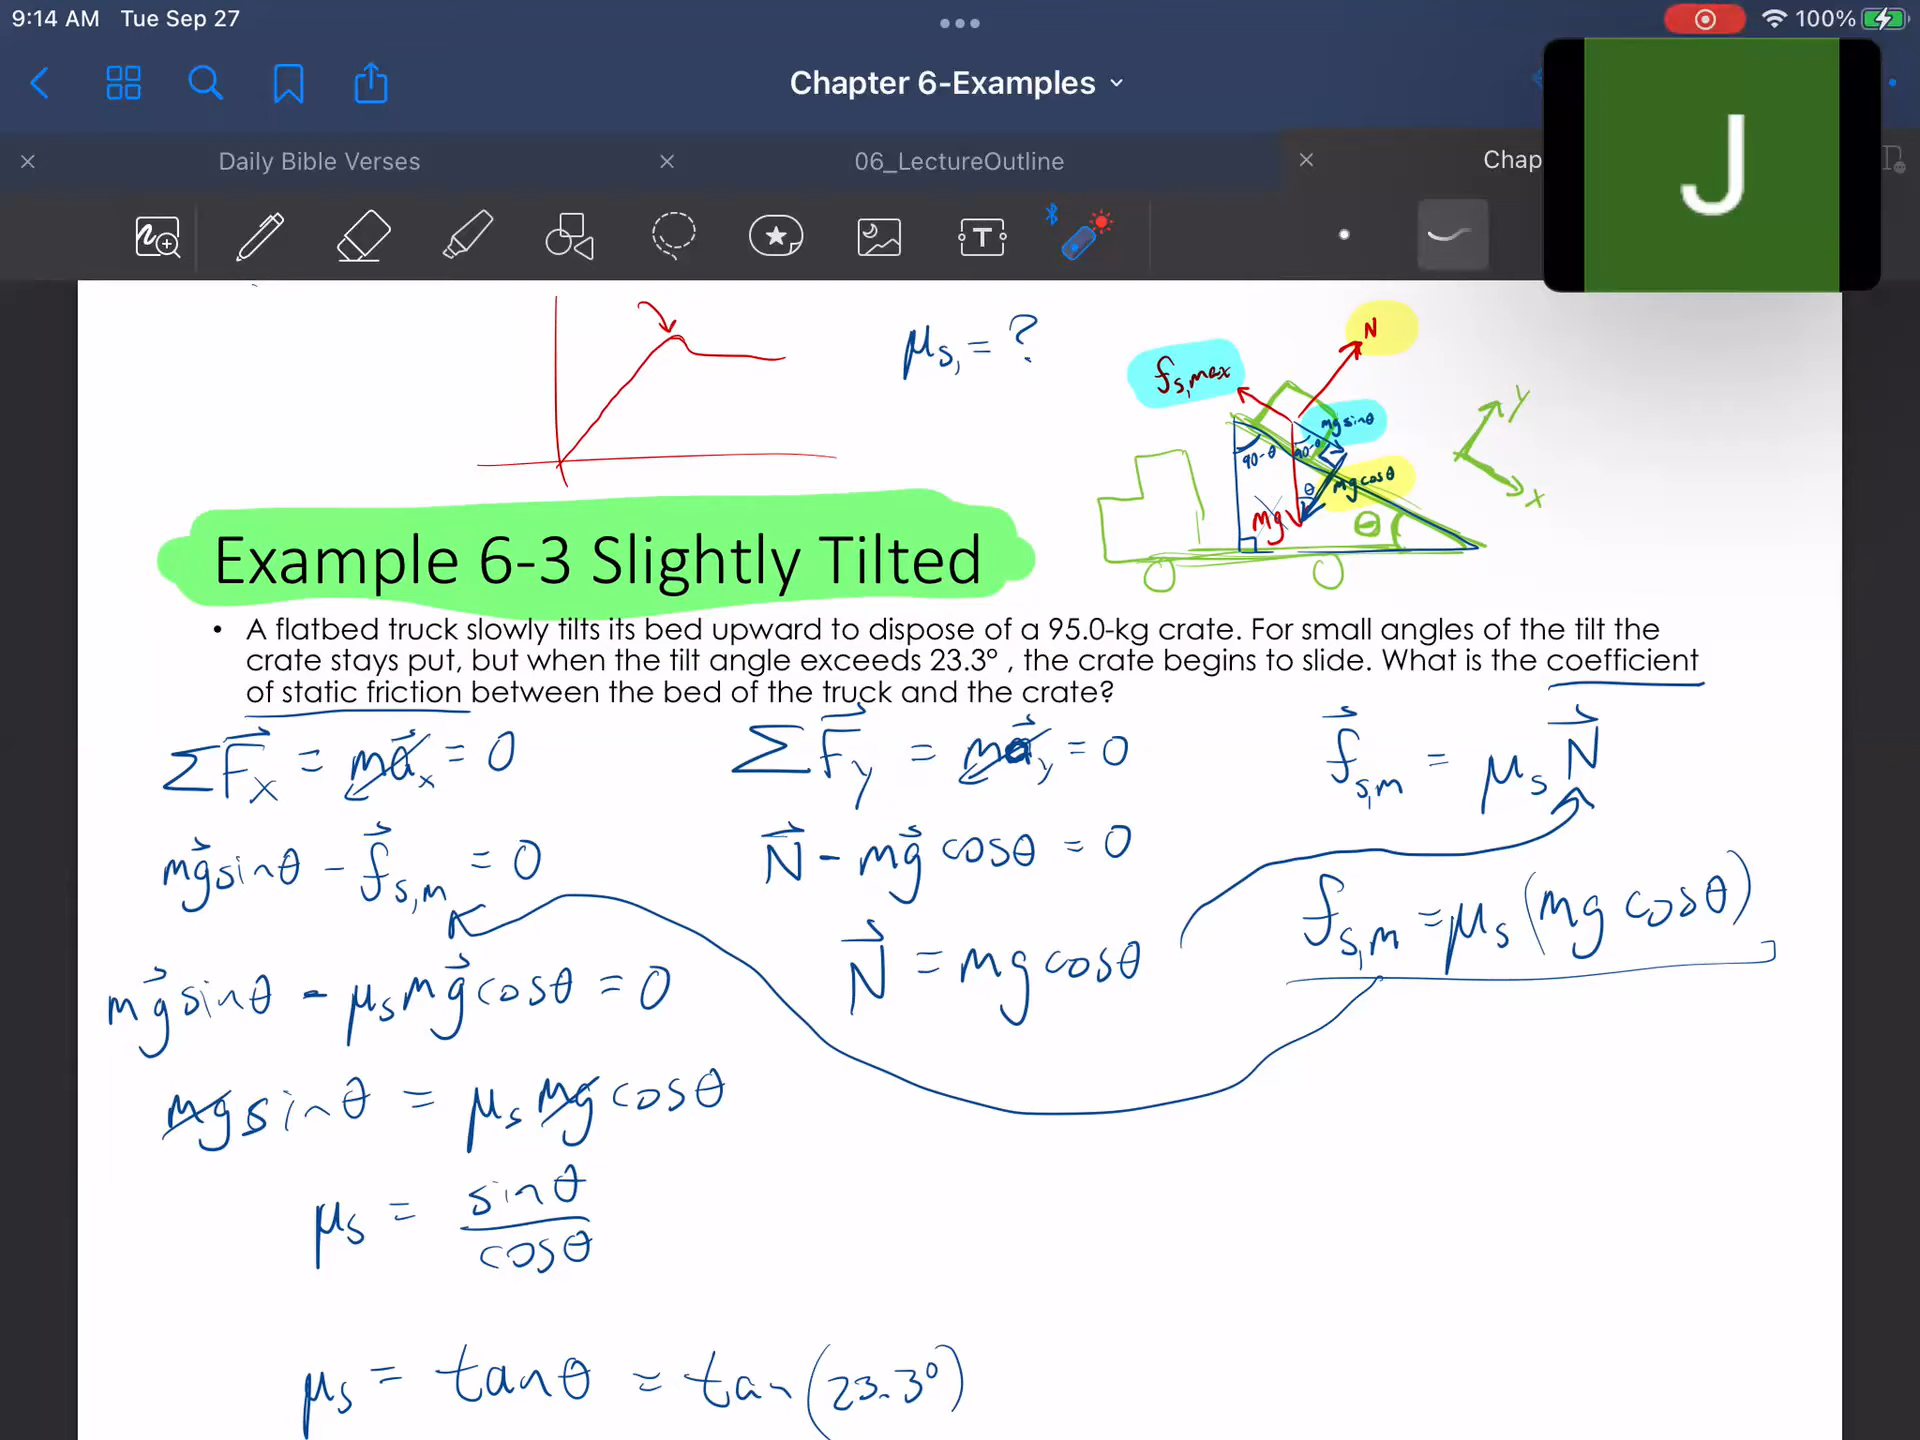 9:14 AM Tue Sep 27
100%
Chapter 6-Examples
Daily Bible Verses
06_LectureOutline
Chap
J
T
μs, = ?
N
fs,max
mg sinθ
90-θ
90-θ
mg cosθ
θ
mg
θ
y
x
Example 6-3 Slightly Tilted
• A flatbed truck slowly tilts its bed upward to dispose of a 95.0-kg crate. For small angles of the tilt the
crate stays put, but when the tilt angle exceeds 23.3° , the crate begins to slide. What is the coefficient
of static friction between the bed of the truck and the crate?
ΣF⃗x = ma⃗x = 0
ΣF⃗y = ma⃗y = 0
f⃗s,m = μs N⃗
mg⃗ sinθ - f⃗s,m = 0
N⃗ - mg⃗ cosθ = 0
fs,m = μs (mg cosθ)
N⃗ = mg cosθ
mg⃗ sinθ - μs mg⃗ cosθ = 0
mg sinθ = μs mg cosθ
μs = sinθ
cosθ
μs = tanθ = tan(23.3°)